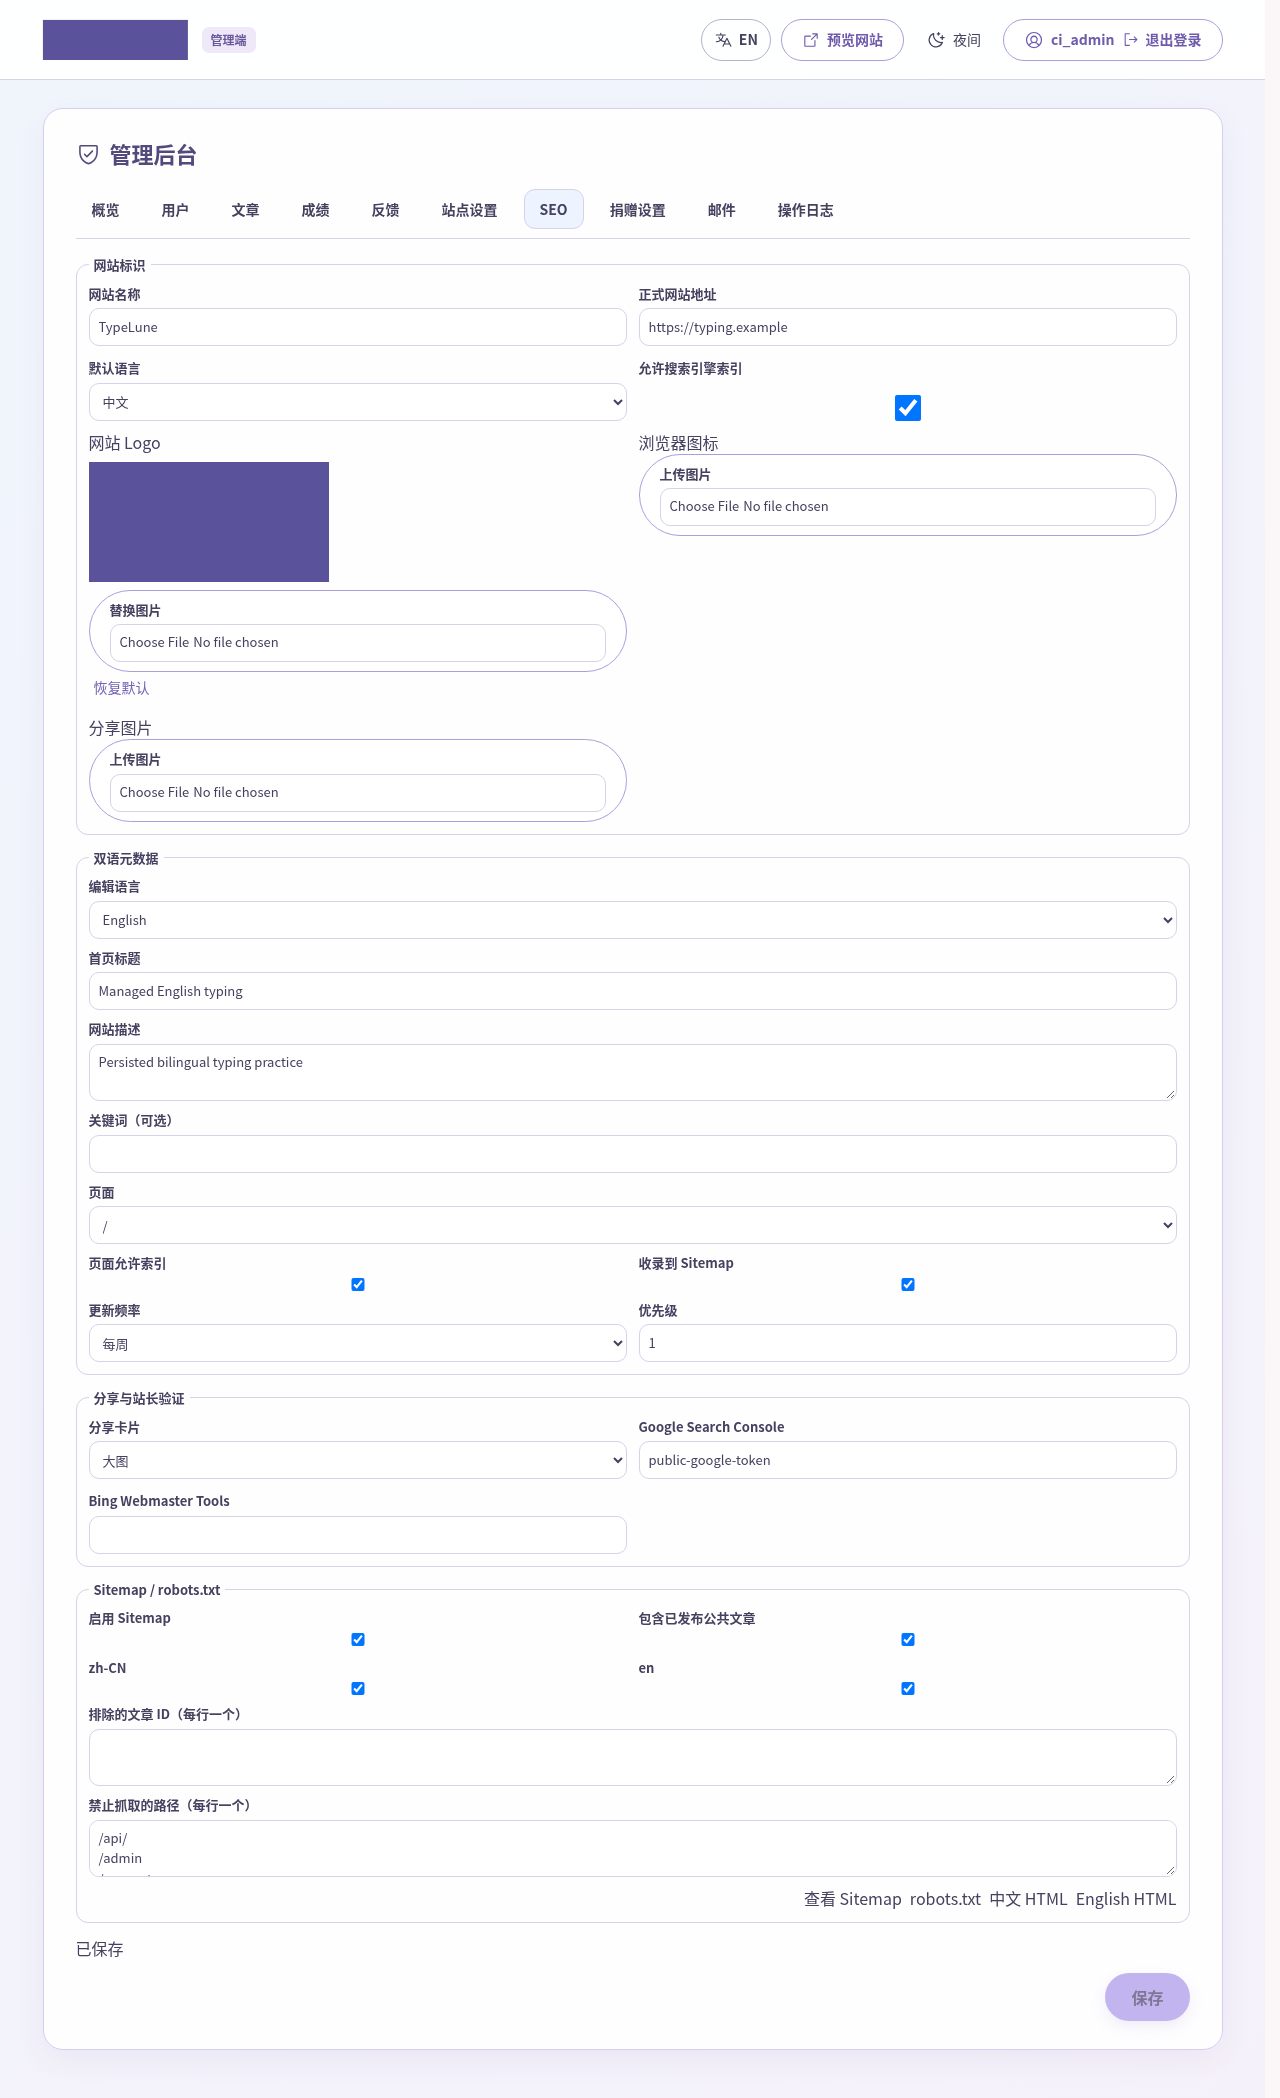 管理端
EN
预览网站
夜间
ci_admin 退出登录
管理后台
概览 用户 文章 成绩 反馈 站点设置 SEO 捐赠设置 邮件 操作日志
网站标识
网站名称
TypeLune
正式网站地址
https://typing.example
默认语言
中文
允许搜索引擎索引
网站 Logo
替换图片
Choose File No file chosen
恢复默认
浏览器图标
上传图片
Choose File No file chosen
分享图片
上传图片
Choose File No file chosen
双语元数据
编辑语言
English
首页标题
Managed English typing
网站描述
Persisted bilingual typing practice
关键词（可选）
页面
/
页面允许索引
收录到 Sitemap
更新频率
每周
优先级
1
分享与站长验证
分享卡片
大图
Google Search Console
public-google-token
Bing Webmaster Tools
Sitemap / robots.txt
启用 Sitemap
包含已发布公共文章
zh-CN
en
排除的文章 ID（每行一个）
禁止抓取的路径（每行一个）
/api/
/admin
查看 Sitemap robots.txt 中文 HTML English HTML
已保存
保存